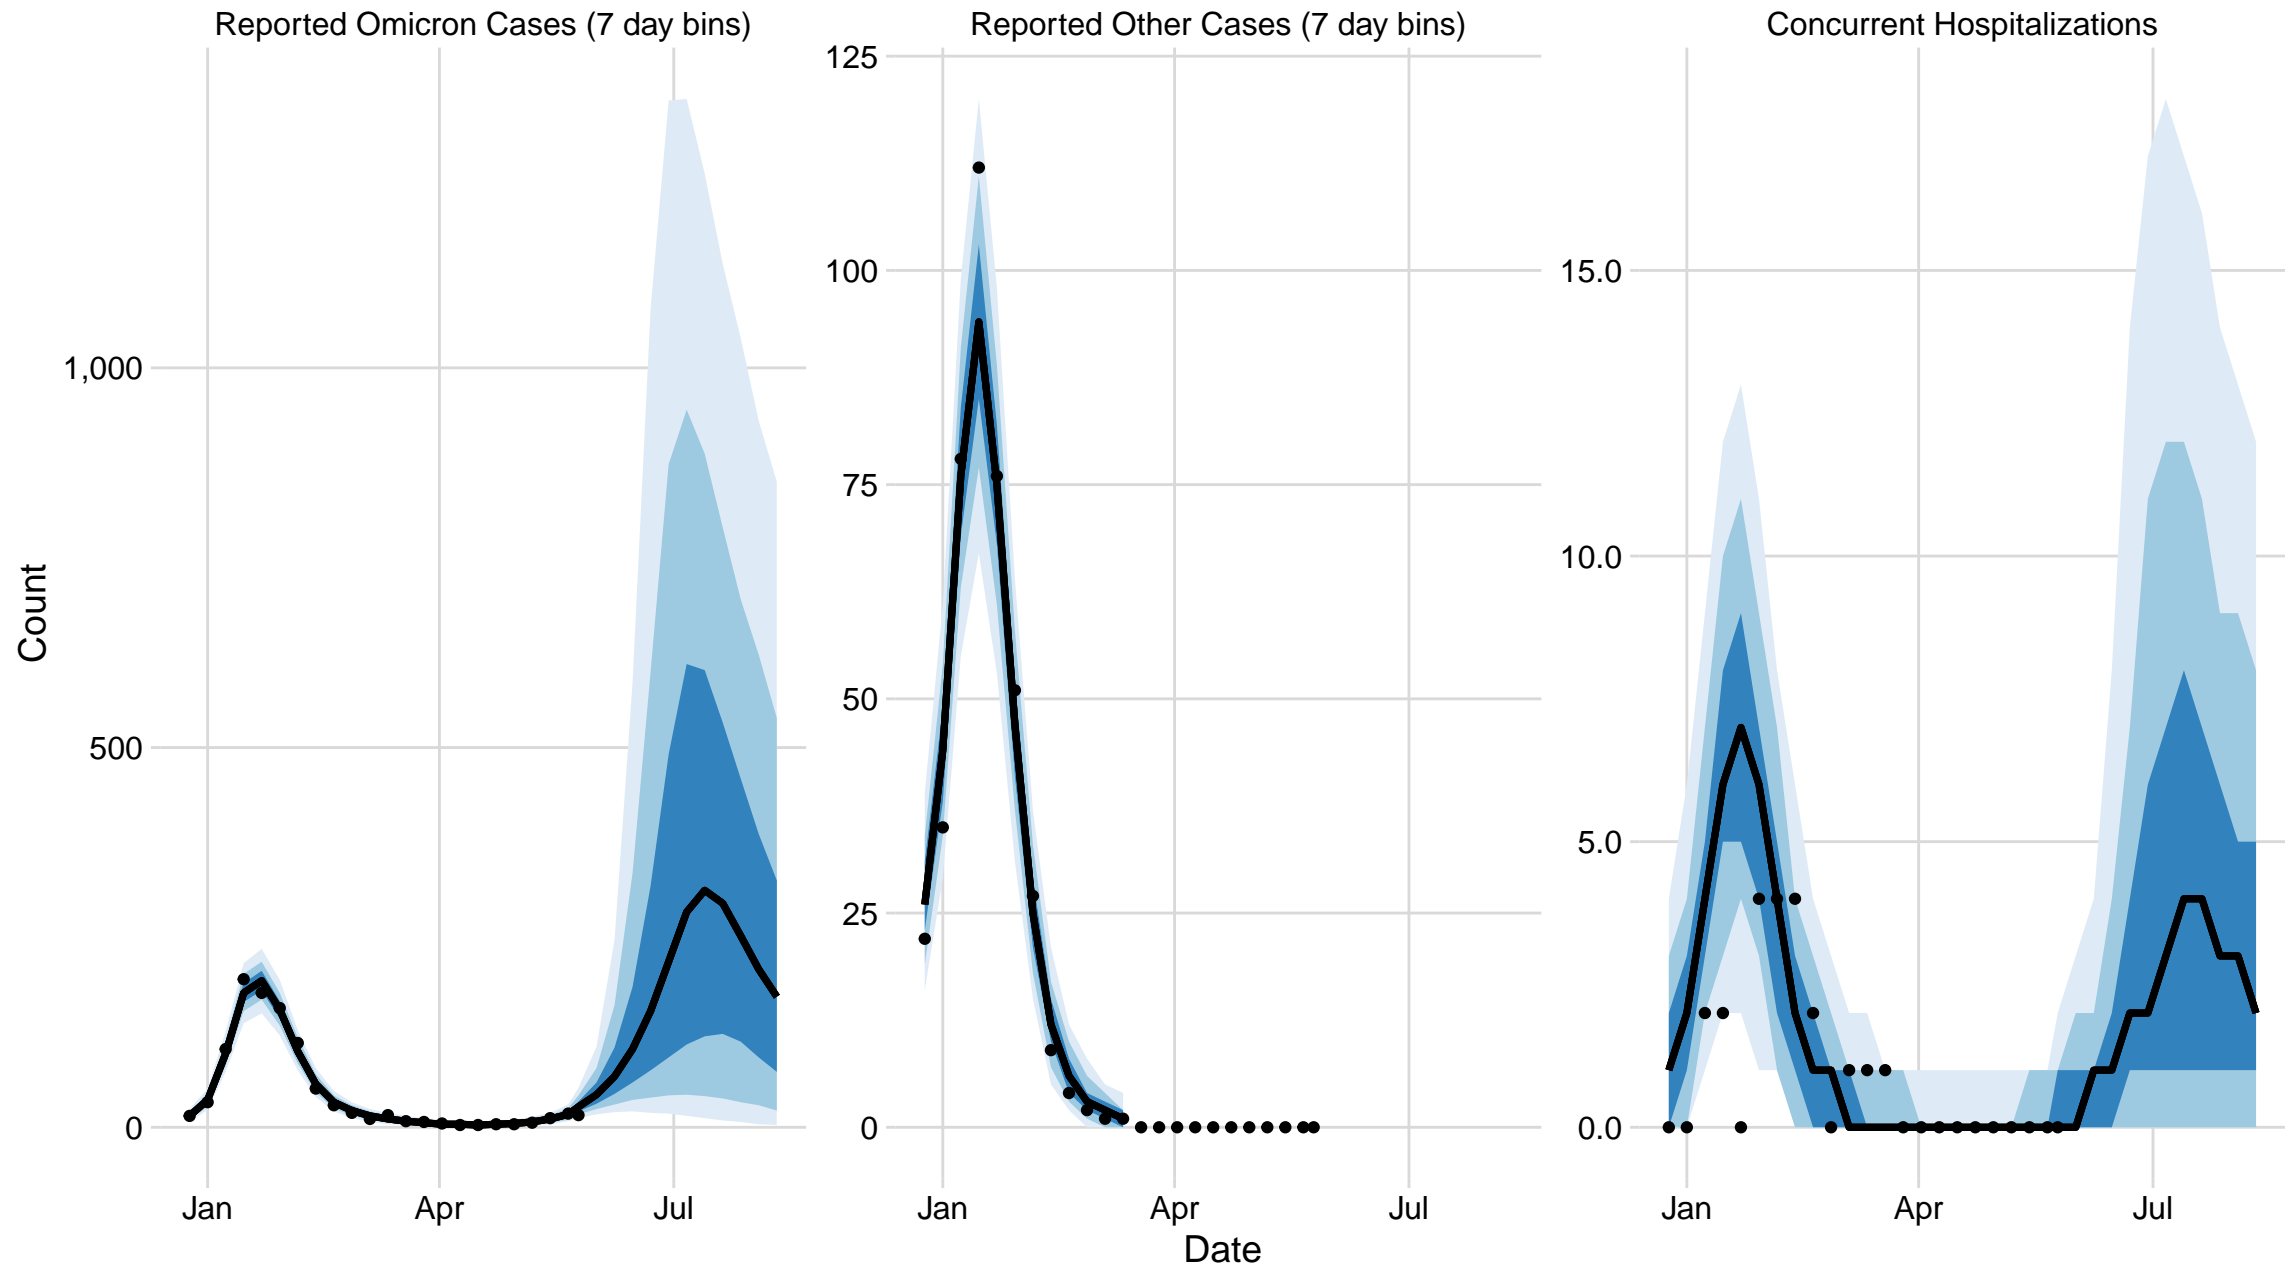 Reported Omicron Cases (7 day bins)
Reported Other Cases (7 day bins)
Concurrent Hospitalizations
Count
1,000
500
0
Jan
Apr
Jul
125
100
75
50
25
0
Jan
Apr
Jul
15.0
10.0
5.0
0.0
Jan
Apr
Jul
Date